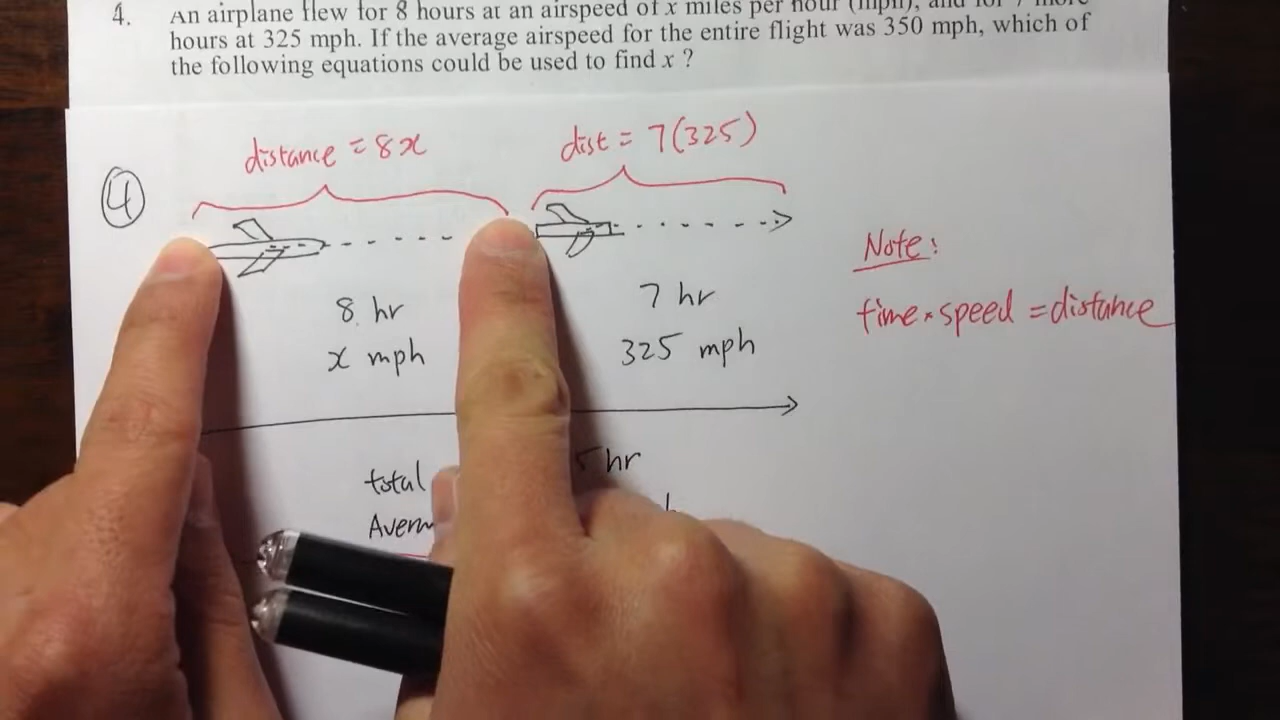 4. An airplane flew for 8 hours at an airspeed of x miles per hour (mph), and for 7 more
hours at 325 mph. If the average airspeed for the entire flight was 350 mph, which of
the following equations could be used to find x ?
distance = 8x
dist = 7(325)
4
8 hr
x mph
7 hr
325 mph
Note:
time × speed = distance
total
hr